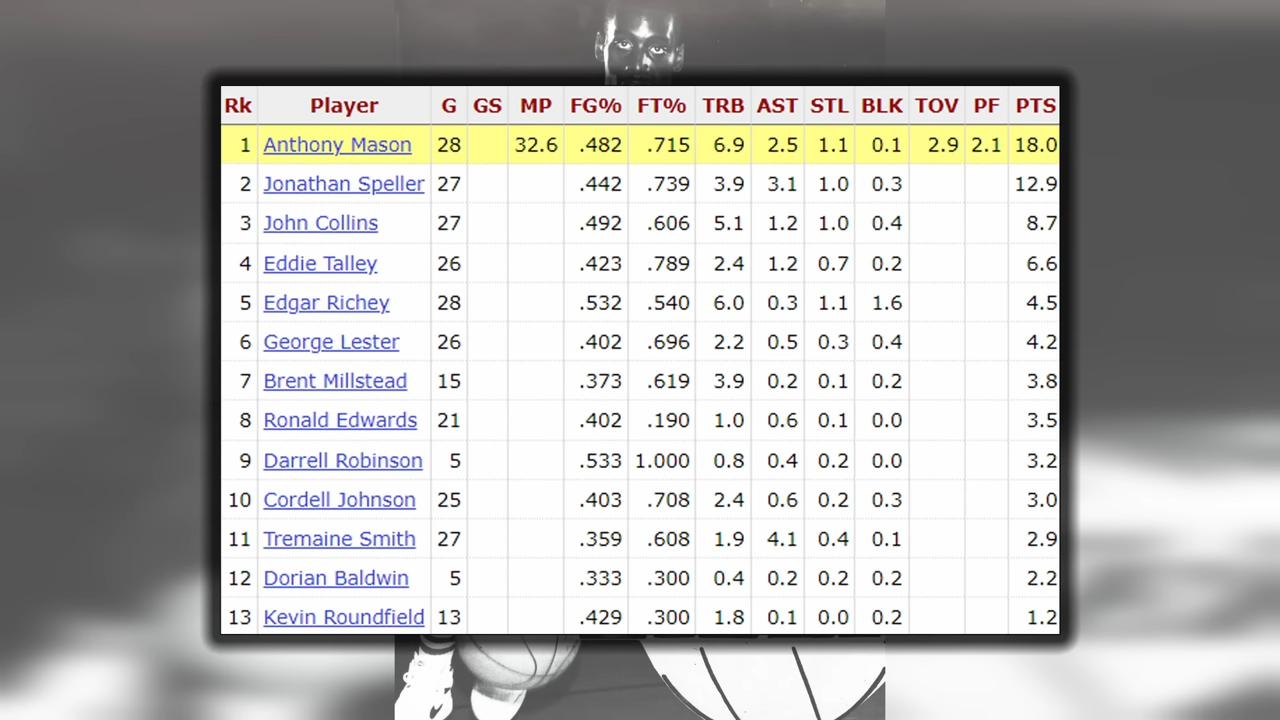 Rk Player G GS MP FG% FT% TRB AST STL BLK TOV PF PTS
1 Anthony Mason 28 32.6 .482 .715 6.9 2.5 1.1 0.1 2.9 2.1 18.0
2 Jonathan Speller 27 .442 .739 3.9 3.1 1.0 0.3 12.9
3 John Collins 27 .492 .606 5.1 1.2 1.0 0.4 8.7
4 Eddie Talley 26 .423 .789 2.4 1.2 0.7 0.2 6.6
5 Edgar Richey 28 .532 .540 6.0 0.3 1.1 1.6 4.5
6 George Lester 26 .402 .696 2.2 0.5 0.3 0.4 4.2
7 Brent Millstead 15 .373 .619 3.9 0.2 0.1 0.2 3.8
8 Ronald Edwards 21 .402 .190 1.0 0.6 0.1 0.0 3.5
9 Darrell Robinson 5 .533 1.000 0.8 0.4 0.2 0.0 3.2
10 Cordell Johnson 25 .403 .708 2.4 0.6 0.2 0.3 3.0
11 Tremaine Smith 27 .359 .608 1.9 4.1 0.4 0.1 2.9
12 Dorian Baldwin 5 .333 .300 0.4 0.2 0.2 0.2 2.2
13 Kevin Roundfield 13 .429 .300 1.8 0.1 0.0 0.2 1.2